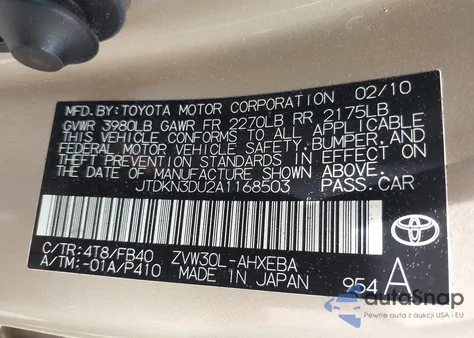 MFD.BY:TOYOTA MOTOR CORPORATION 02/10
GVWR 3980LB GAWR FR 2270LB RR 2175LB
THIS VEHICLE CONFORMS TO ALL APPLICABLE
FEDERAL MOTOR VEHICLE SAFETY, BUMPER, AND
THEFT PREVENTION STANDARDS IN EFFECT ON
THE DATE OF MANUFACTURE SHOWN ABOVE.
JTDKN3DU2A1168503 PASS.CAR
C/TR:4T8/FB40 ZVW30L-AHXEBA
A/TM:-01A/P410 MADE IN JAPAN 954 A
TOYOTA
autoSnap
Pewne auta z aukcji USA i EU